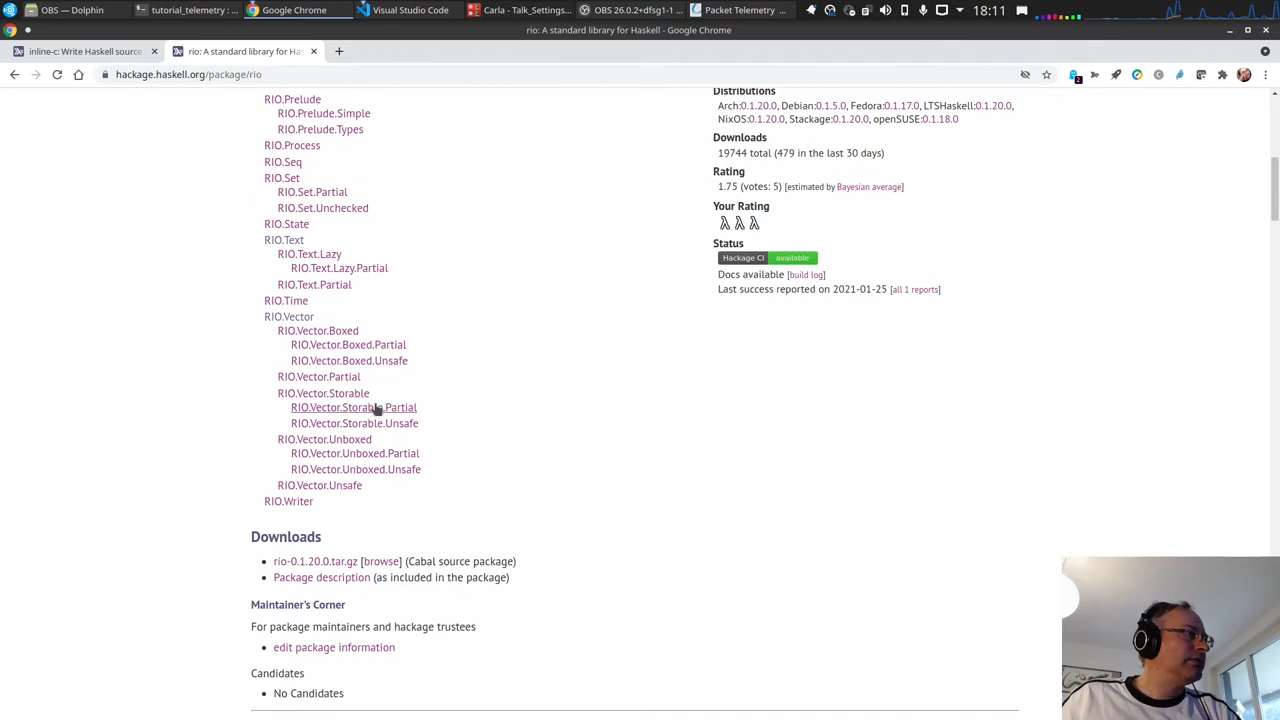 OBS — Dolphin
tutorial_telemetry : ...
Google Chrome
Visual Studio Code
Carla - Talk_Settings...
OBS 26.0.2+dfsg1-1 ...
Packet Telemetry ...
18:11
rio: A standard library for Haskell - Google Chrome
inline-c: Write Haskell source
rio: A standard library for Has
hackage.haskell.org/package/rio
2
RIO.Prelude
RIO.Prelude.Simple
RIO.Prelude.Types
RIO.Process
RIO.Seq
RIO.Set
RIO.Set.Partial
RIO.Set.Unchecked
RIO.State
RIO.Text
RIO.Text.Lazy
RIO.Text.Lazy.Partial
RIO.Text.Partial
RIO.Time
RIO.Vector
RIO.Vector.Boxed
RIO.Vector.Boxed.Partial
RIO.Vector.Boxed.Unsafe
RIO.Vector.Partial
RIO.Vector.Storable
RIO.Vector.Storable.Partial
RIO.Vector.Storable.Unsafe
RIO.Vector.Unboxed
RIO.Vector.Unboxed.Partial
RIO.Vector.Unboxed.Unsafe
RIO.Vector.Unsafe
RIO.Writer
Downloads
rio-0.1.20.0.tar.gz [browse] (Cabal source package)
Package description (as included in the package)
Maintainer's Corner
For package maintainers and hackage trustees
edit package information
Candidates
No Candidates
Distributions
Arch:0.1.20.0, Debian:0.1.5.0, Fedora:0.1.17.0, LTSHaskell:0.1.20.0,
NixOS:0.1.20.0, Stackage:0.1.20.0, openSUSE:0.1.18.0
Downloads
19744 total (479 in the last 30 days)
Rating
1.75 (votes: 5) [estimated by Bayesian average]
Your Rating
λ λ λ
Status
Hackage CI available
Docs available [build log]
Last success reported on 2021-01-25 [all 1 reports]